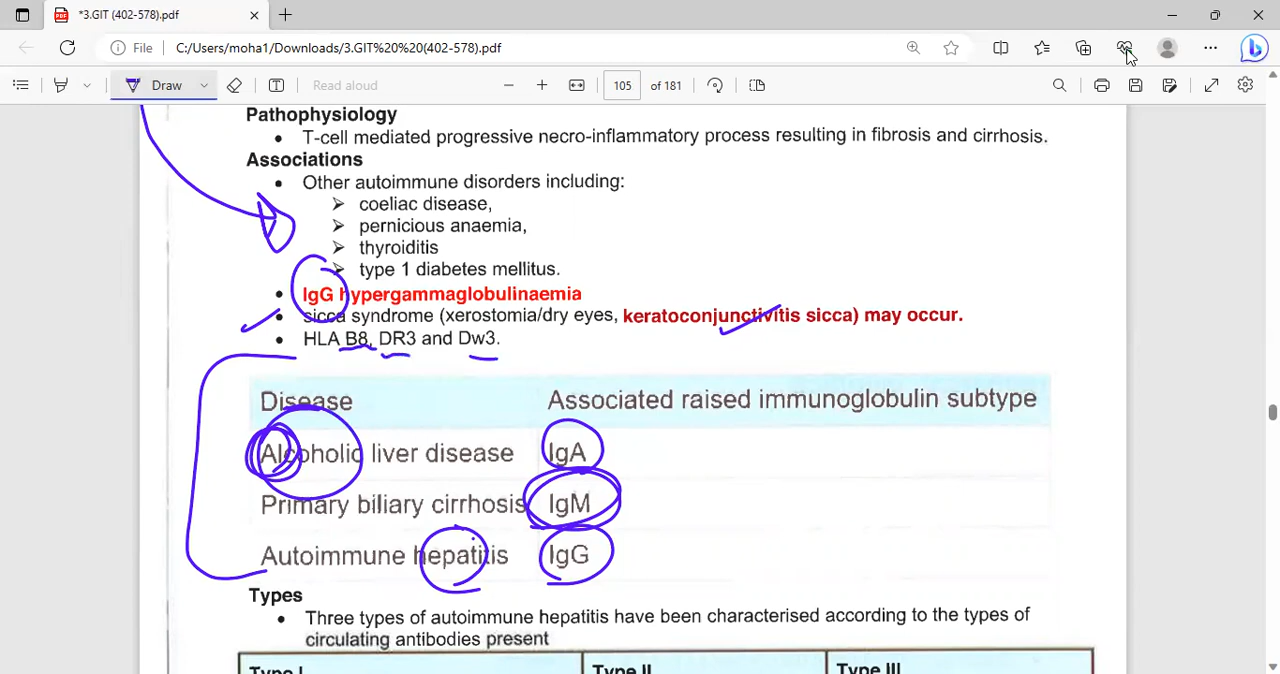 *3.GIT (402-578).pdf
File C:/Users/moha1/Downloads/3.GIT%20%20(402-578).pdf
Draw Read aloud 105 of 181
Pathophysiology
• T-cell mediated progressive necro-inflammatory process resulting in fibrosis and cirrhosis.
Associations
• Other autoimmune disorders including:
➢ coeliac disease,
➢ pernicious anaemia,
➢ thyroiditis
➢ type 1 diabetes mellitus.
• IgG hypergammaglobulinaemia
• sicca syndrome (xerostomia/dry eyes, keratoconjunctivitis sicca) may occur.
• HLA B8, DR3 and Dw3.
Disease Associated raised immunoglobulin subtype
Alcoholic liver disease IgA
Primary biliary cirrhosis IgM
Autoimmune hepatitis IgG
Types
• Three types of autoimmune hepatitis have been characterised according to the types of
circulating antibodies present
Type I Type II Type III